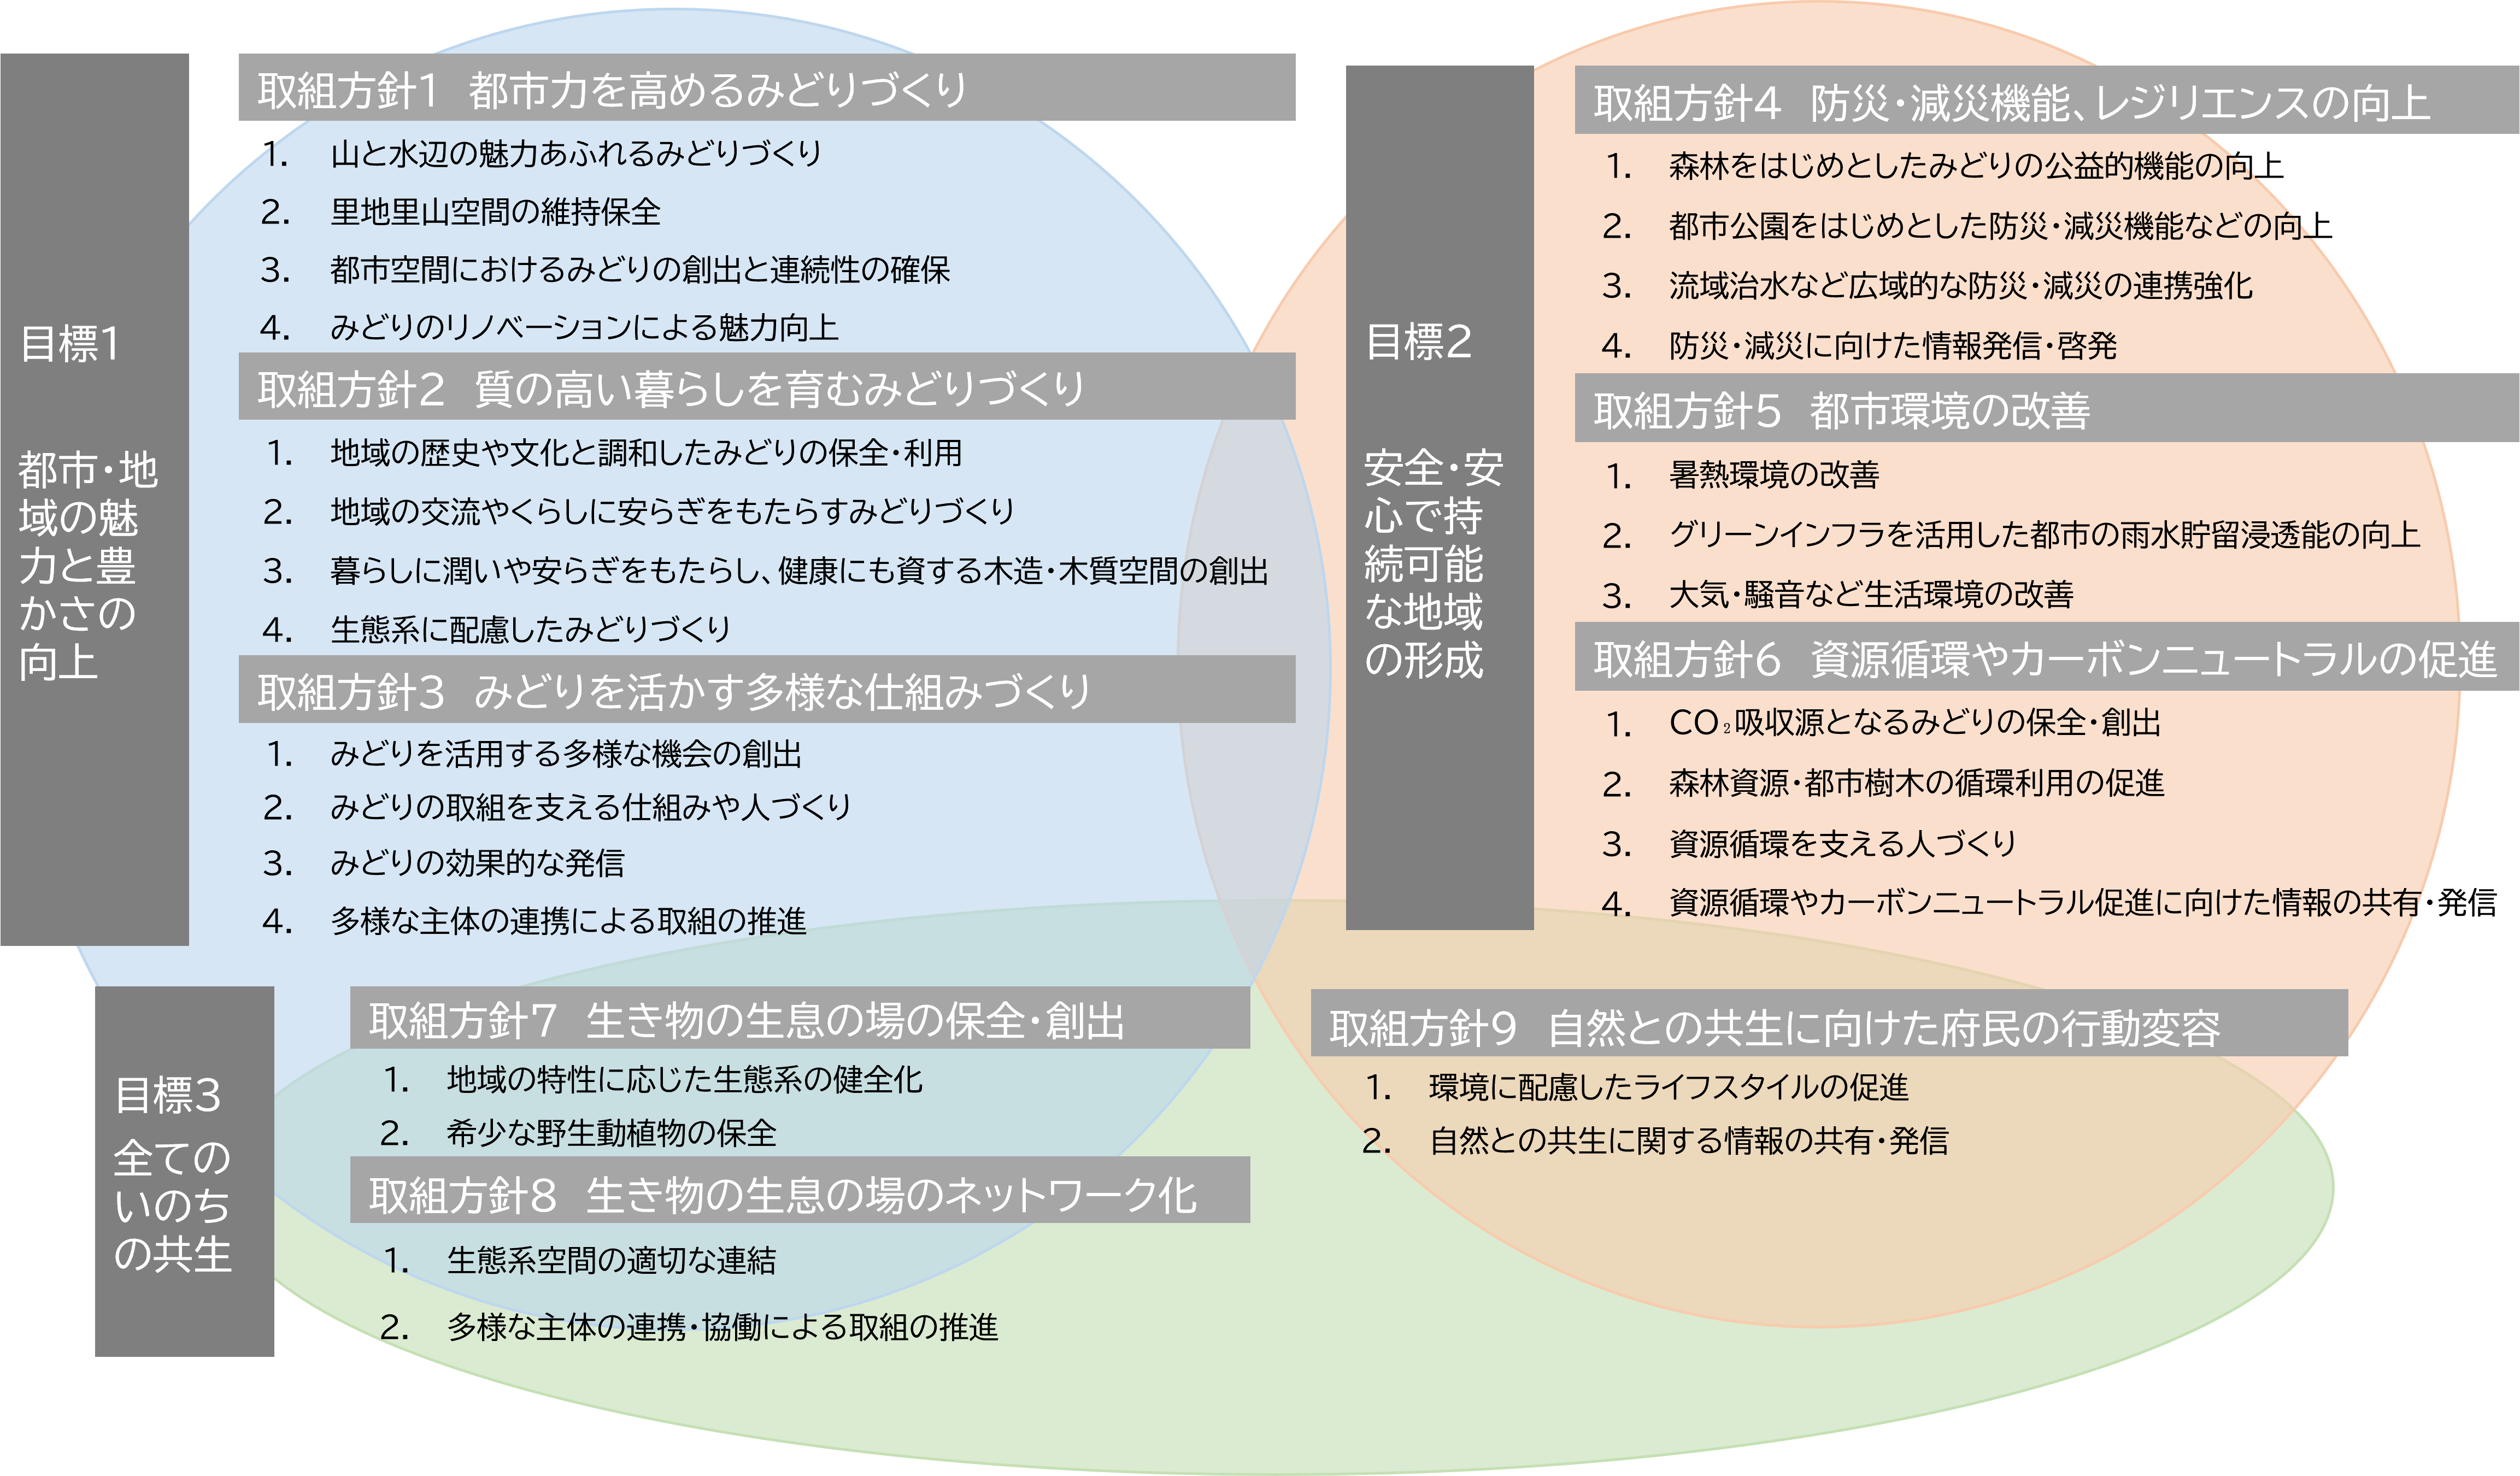 目標1
都市・地
域の魅
力と豊
かさの
向上
取組方針1　都市力を高めるみどりづくり
1.　山と水辺の魅力あふれるみどりづくり
2.　里地里山空間の維持保全
3.　都市空間におけるみどりの創出と連続性の確保
4.　みどりのリノベーションによる魅力向上
取組方針2　質の高い暮らしを育むみどりづくり
1.　地域の歴史や文化と調和したみどりの保全・利用
2.　地域の交流やくらしに安らぎをもたらすみどりづくり
3.　暮らしに潤いや安らぎをもたらし、健康にも資する木造・木質空間の創出
4.　生態系に配慮したみどりづくり
取組方針3　みどりを活かす多様な仕組みづくり
1.　みどりを活用する多様な機会の創出
2.　みどりの取組を支える仕組みや人づくり
3.　みどりの効果的な発信
4.　多様な主体の連携による取組の推進
目標2
安全・安
心で持
続可能
な地域
の形成
取組方針4　防災・減災機能、レジリエンスの向上
1.　森林をはじめとしたみどりの公益的機能の向上
2.　都市公園をはじめとした防災・減災機能などの向上
3.　流域治水など広域的な防災・減災の連携強化
4.　防災・減災に向けた情報発信・啓発
取組方針5　都市環境の改善
1.　暑熱環境の改善
2.　グリーンインフラを活用した都市の雨水貯留浸透能の向上
3.　大気・騒音など生活環境の改善
取組方針6　資源循環やカーボンニュートラルの促進
1.　CO₂吸収源となるみどりの保全・創出
2.　森林資源・都市樹木の循環利用の促進
3.　資源循環を支える人づくり
4.　資源循環やカーボンニュートラル促進に向けた情報の共有・発信
目標3
全ての
いのち
の共生
取組方針7　生き物の生息の場の保全・創出
1.　地域の特性に応じた生態系の健全化
2.　希少な野生動植物の保全
取組方針8　生き物の生息の場のネットワーク化
1.　生態系空間の適切な連結
2.　多様な主体の連携・協働による取組の推進
取組方針9　自然との共生に向けた府民の行動変容
1.　環境に配慮したライフスタイルの促進
2.　自然との共生に関する情報の共有・発信